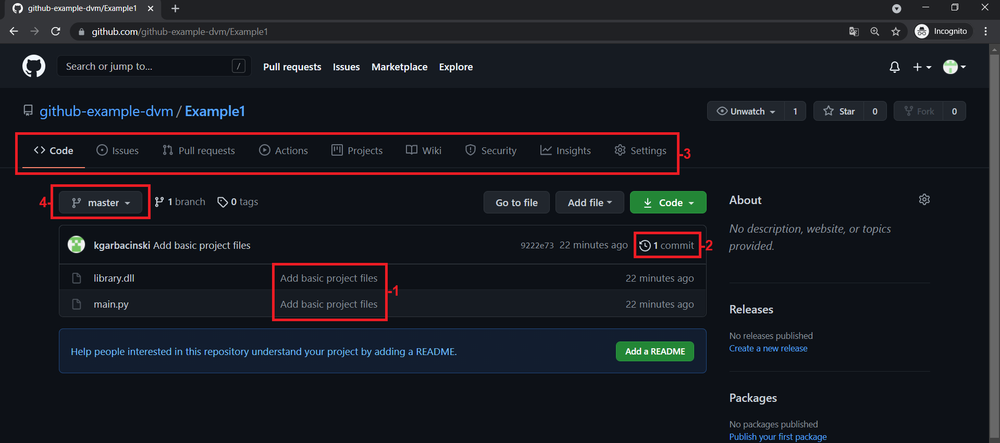 github-example-dvm/Example1
github.com/github-example-dvm/Example1
Incognito
Search or jump to... /
Pull requests Issues Marketplace Explore
github-example-dvm / Example1
Unwatch 1 Star 0 Fork 0
Code Issues Pull requests Actions Projects Wiki Security Insights Settings -3
4- master 1 branch 0 tags Go to file Add file Code
kgarbacinski Add basic project files 9222e73 22 minutes ago 1 commit -2
library.dll Add basic project files 22 minutes ago
-1
main.py Add basic project files 22 minutes ago
Help people interested in this repository understand your project by adding a README. Add a README
About
No description, website, or topics
provided.
Releases
No releases published
Create a new release
Packages
No packages published
Publish your first package